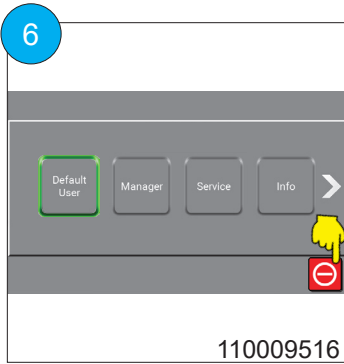 6
Default
User
Manager
Service
Info
110009516